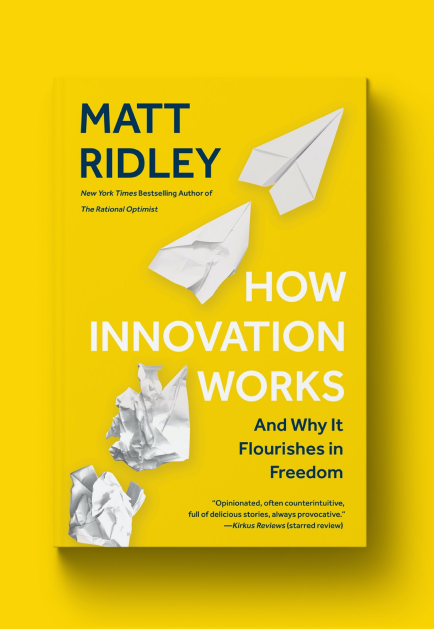 MATT
RIDLEY
New York Times Bestselling Author of
The Rational Optimist
HOW
INNOVATION
WORKS
And Why It
Flourishes in
Freedom
"Opinionated, often counterintuitive,
full of delicious stories, always provocative."
—Kirkus Reviews (starred review)